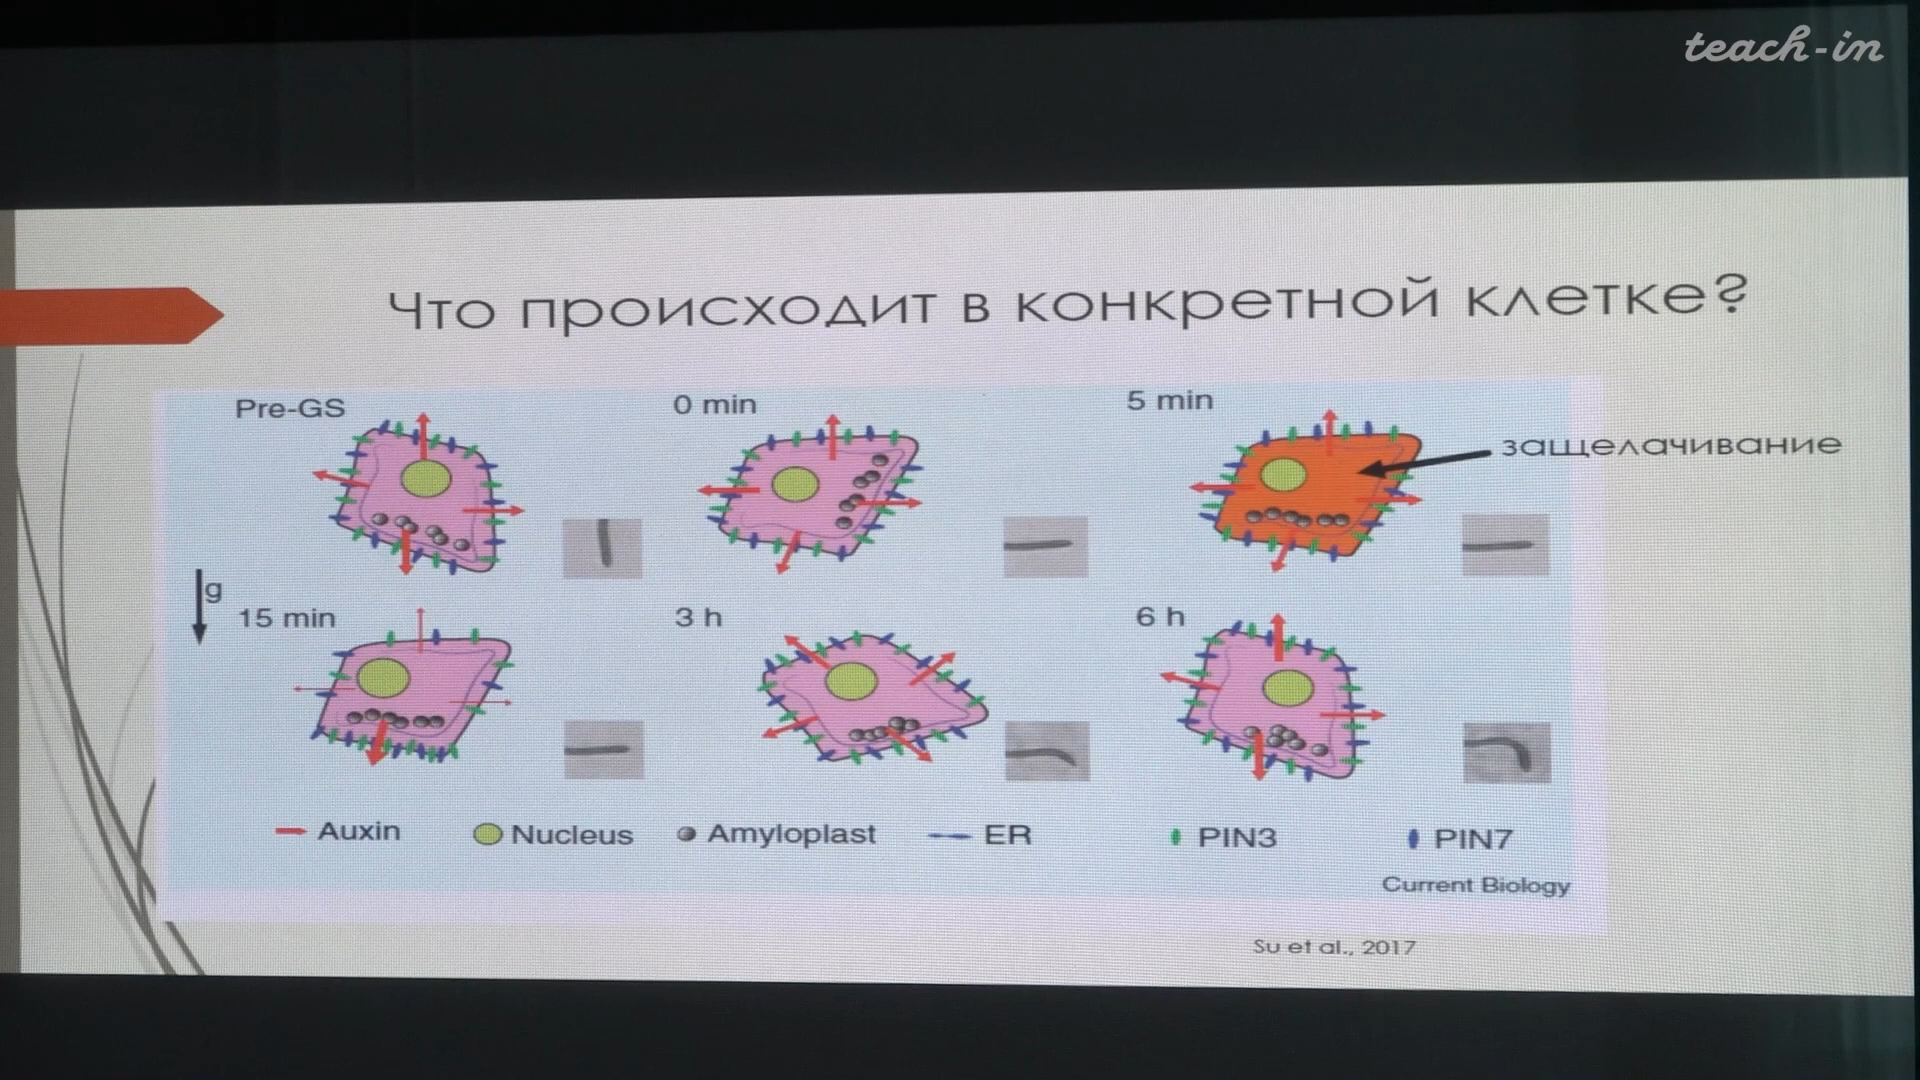 teach-in
Что происходит в конкретной клетке?
Pre-GS
0 min
5 min
защелачивание
g
15 min
3 h
6 h
Auxin
Nucleus
Amyloplast
ER
PIN3
PIN7
Current Biology
Su et al., 2017